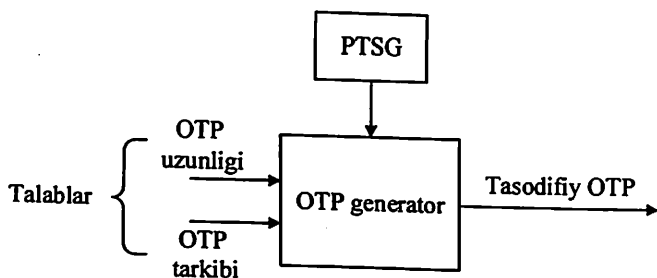 PTSG
OTP
uzunligi
Talablar
OTP generator
Tasodifiy OTP
OTP
tarkibi